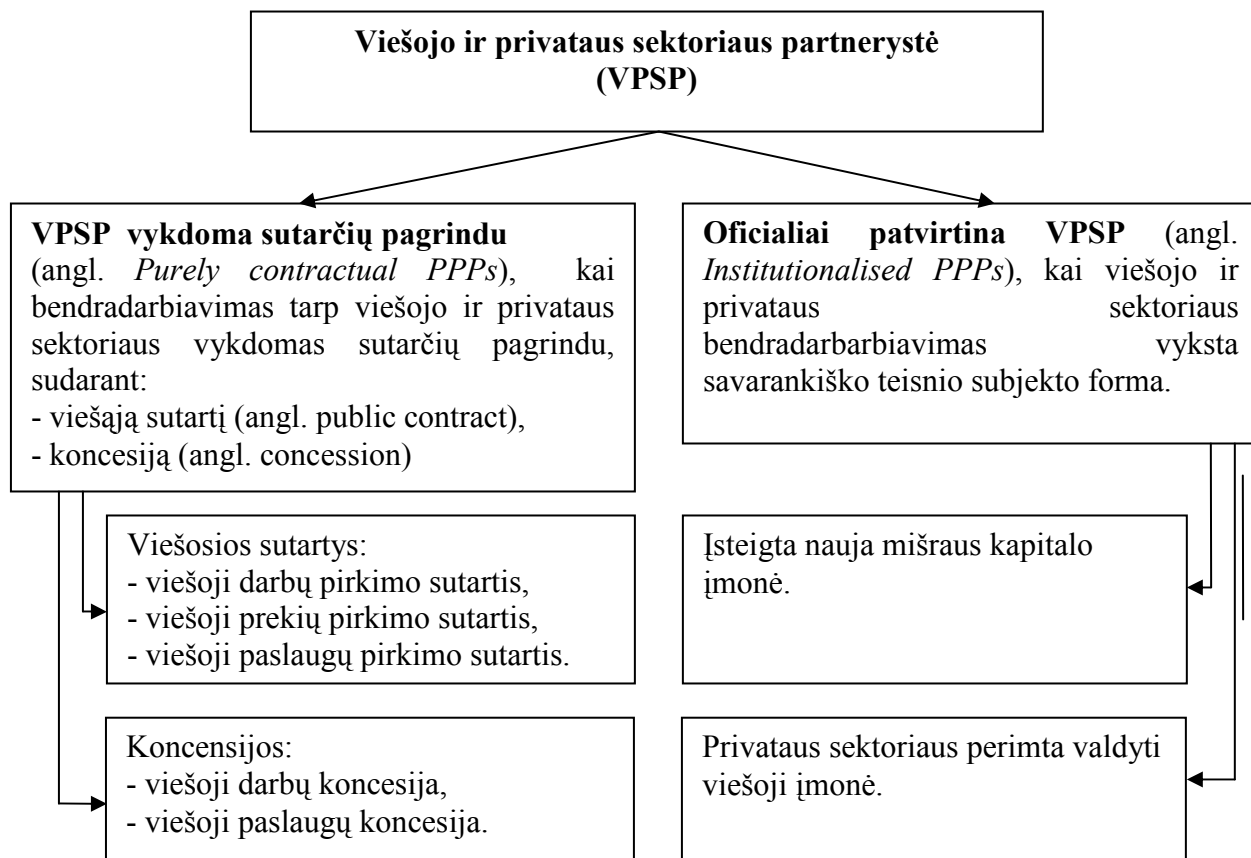 Viešojo ir privataus sektoriaus partnerystė
(VPSP)
VPSP vykdoma sutarčių pagrindu
(angl. Purely contractual PPPs), kai
bendradarbiavimas tarp viešojo ir privataus
sektoriaus vykdomas sutarčių pagrindu,
sudarant:
- viešąją sutartį (angl. public contract),
- koncesiją (angl. concession)
Oficialiai patvirtina VPSP (angl.
Institutionalised PPPs), kai viešojo ir
privataus sektoriaus
bendradarbarbiavimas vyksta
savarankiško teisnio subjekto forma.
Viešosios sutartys:
- viešoji darbų pirkimo sutartis,
- viešoji prekių pirkimo sutartis,
- viešoji paslaugų pirkimo sutartis.
Įsteigta nauja mišraus kapitalo
įmonė.
Koncensijos:
- viešoji darbų koncesija,
- viešoji paslaugų koncesija.
Privataus sektoriaus perimta valdyti
viešoji įmonė.